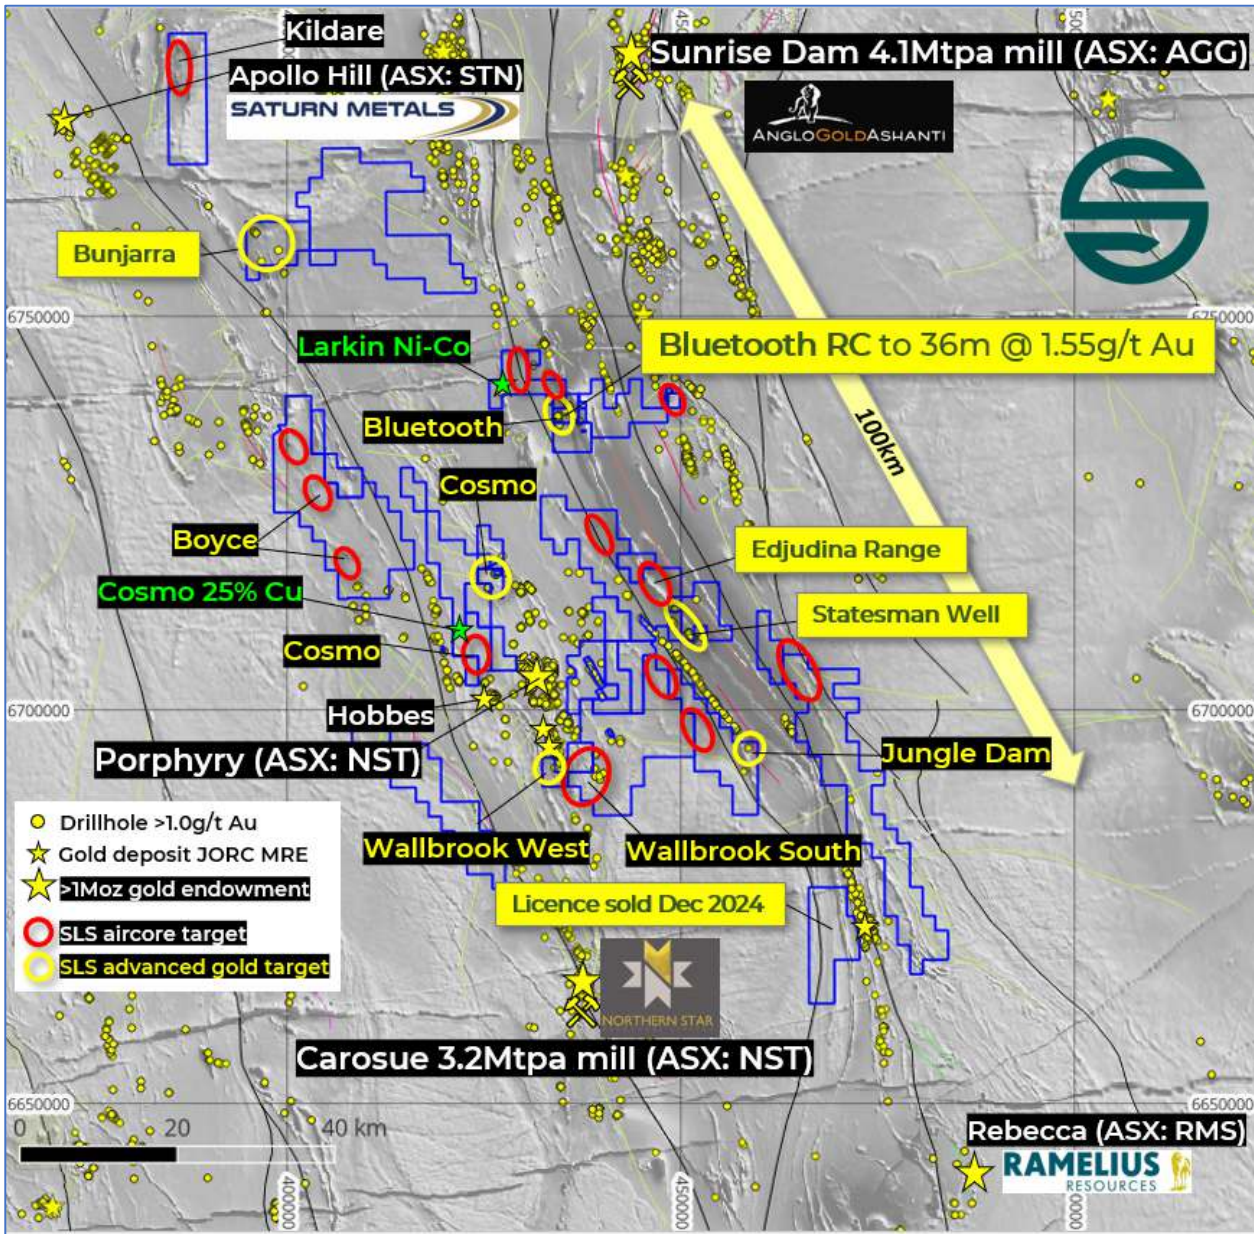 Kildare
Apollo Hill (ASX: STN)
SATURN METALS
Sunrise Dam 4.1Mtpa mill (ASX: AGG)
ANGLOGOLDASHANTI
Bunjarra
6750000
6750000
Larkin Ni-Co
Bluetooth RC to 36m @ 1.55g/t Au
Bluetooth
100km
Cosmo
Boyce
Edjudina Range
Cosmo 25% Cu
Statesman Well
Cosmo
6700000
6700000
Hobbes
Porphyry (ASX: NST)
Jungle Dam
Wallbrook West
Wallbrook South
Drillhole >1.0g/t Au
Gold deposit JORC MRE
>1Moz gold endowment
SLS aircore target
SLS advanced gold target
Licence sold Dec 2024
NORTHERN STAR
Carosue 3.2Mtpa mill (ASX: NST)
6650000
6650000
0 20 40 km
Rebecca (ASX: RMS)
RAMELIUS
RESOURCES
400000
450000